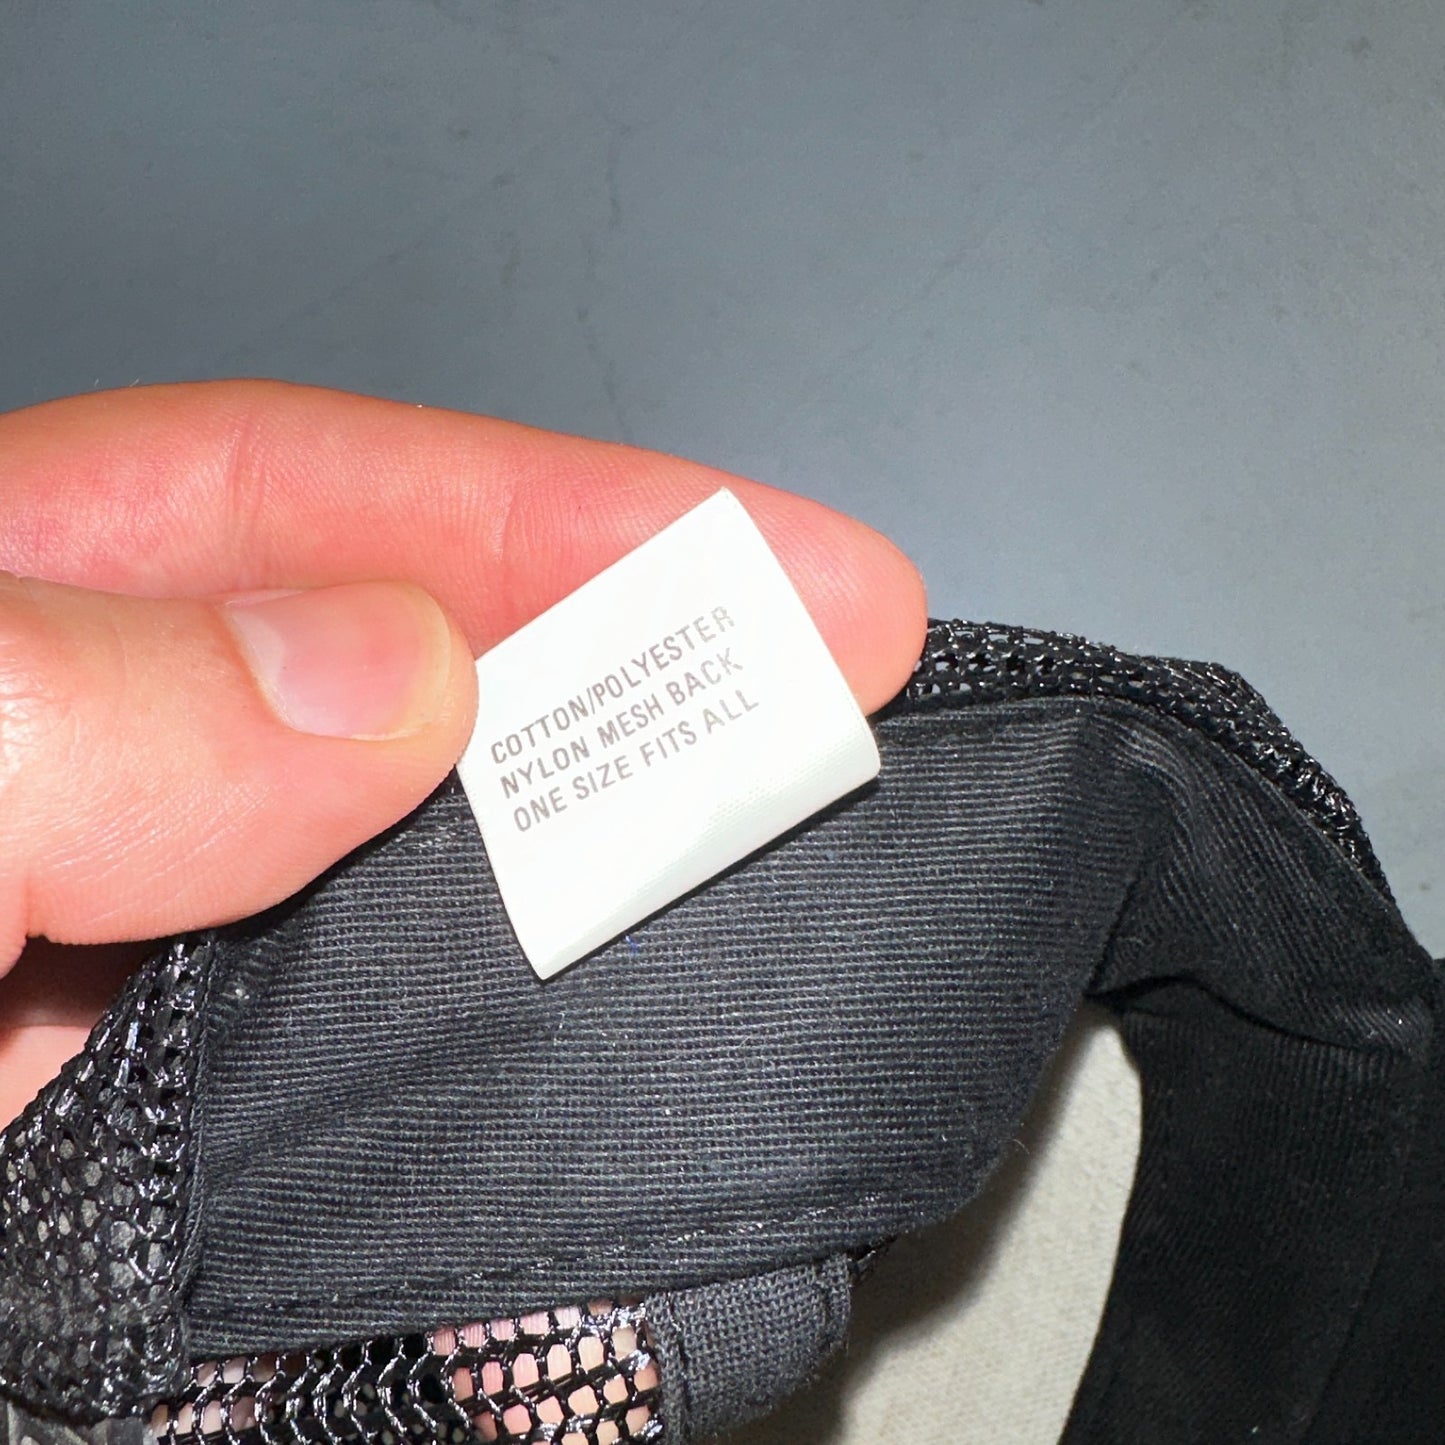 COTTON/POLYESTER
NYLON MESH BACK
ONE SIZE FITS ALL